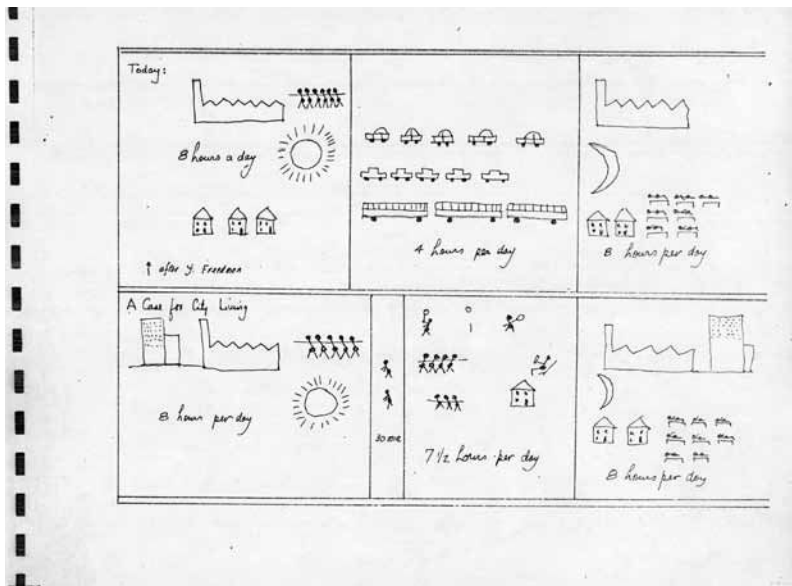 Today:
8 hours a day
4 hours per day
8 hours per day
↑ after Y. Friedman
A Case for City Living
8 hours per day
30
7 1/2 hours per day
8 hours per day